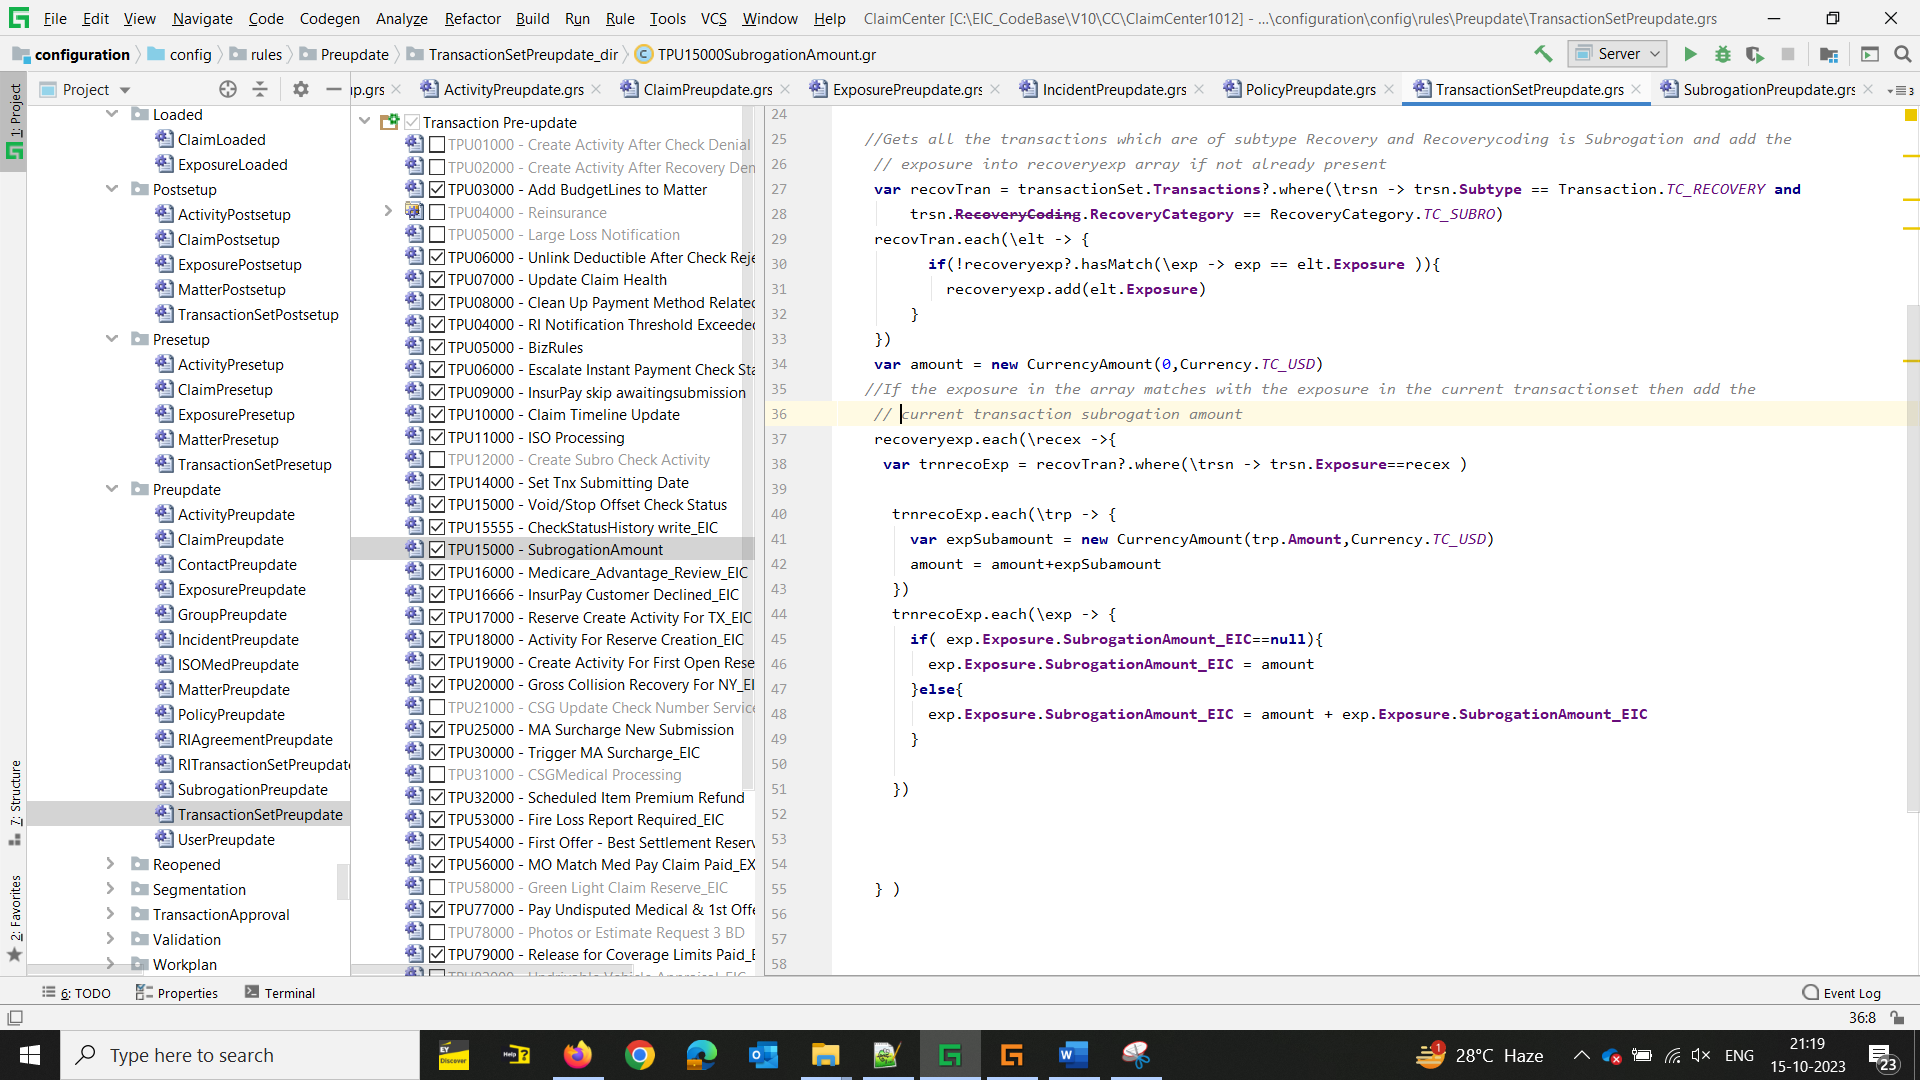 File Edit View Navigate Code Codegen Analyze Refactor Build Run Rule Tools VCS Window Help ClaimCenter [C:\EIC_CodeBase\V10\CC\ClaimCenter1012] - ...\configuration\config\rules\Preupdate\TransactionSetPreupdate.grs
configuration config rules Preupdate TransactionSetPreupdate_dir TPU15000SubrogationAmount.gr Server
Project ıp.grs ActivityPreupdate.grs ClaimPreupdate.grs ExposurePreupdate.grs IncidentPreupdate.grs PolicyPreupdate.grs TransactionSetPreupdate.grs SubrogationPreupdate.grs 3
1: Project
7: Structure
2: Favorites
Loaded
ClaimLoaded
ExposureLoaded
Postsetup
ActivityPostsetup
ClaimPostsetup
ExposurePostsetup
MatterPostsetup
TransactionSetPostsetup
Presetup
ActivityPresetup
ClaimPresetup
ExposurePresetup
MatterPresetup
TransactionSetPresetup
Preupdate
ActivityPreupdate
ClaimPreupdate
ContactPreupdate
ExposurePreupdate
GroupPreupdate
IncidentPreupdate
ISOMedPreupdate
MatterPreupdate
PolicyPreupdate
RIAgreementPreupdate
RITransactionSetPreupdate
SubrogationPreupdate
TransactionSetPreupdate
UserPreupdate
Reopened
Segmentation
TransactionApproval
Validation
Workplan
Transaction Pre-update
TPU01000 - Create Activity After Check Denial
TPU02000 - Create Activity After Recovery Den
TPU03000 - Add BudgetLines to Matter
TPU04000 - Reinsurance
TPU05000 - Large Loss Notification
TPU06000 - Unlink Deductible After Check Reje
TPU07000 - Update Claim Health
TPU08000 - Clean Up Payment Method Related
TPU04000 - RI Notification Threshold Exceeded
TPU05000 - BizRules
TPU06000 - Escalate Instant Payment Check Sta
TPU09000 - InsurPay skip awaitingsubmission
TPU10000 - Claim Timeline Update
TPU11000 - ISO Processing
TPU12000 - Create Subro Check Activity
TPU14000 - Set Tnx Submitting Date
TPU15000 - Void/Stop Offset Check Status
TPU15555 - CheckStatusHistory write_EIC
TPU15000 - SubrogationAmount
TPU16000 - Medicare_Advantage_Review_EIC
TPU16666 - InsurPay Customer Declined_EIC
TPU17000 - Reserve Create Activity For TX_EIC
TPU18000 - Activity For Reserve Creation_EIC
TPU19000 - Create Activity For First Open Rese
TPU20000 - Gross Collision Recovery For NY_EI
TPU21000 - CSG Update Check Number Service
TPU25000 - MA Surcharge New Submission
TPU30000 - Trigger MA Surcharge_EIC
TPU31000 - CSGMedical Processing
TPU32000 - Scheduled Item Premium Refund
TPU53000 - Fire Loss Report Required_EIC
TPU54000 - First Offer - Best Settlement Reserv
TPU56000 - MO Match Med Pay Claim Paid_EX
TPU58000 - Green Light Claim Reserve_EIC
TPU77000 - Pay Undisputed Medical & 1st Offe
TPU78000 - Photos or Estimate Request 3 BD
TPU79000 - Release for Coverage Limits Paid_E
24
25 //Gets all the transactions which are of subtype Recovery and Recoverycoding is Subrogation and add the
26 // exposure into recoveryexp array if not already present
27 var recovTran = transactionSet.Transactions?.where(\trsn -> trsn.Subtype == Transaction.TC_RECOVERY and
28 trsn.RecoveryCoding.RecoveryCategory == RecoveryCategory.TC_SUBRO)
29 recovTran.each(\elt -> {
30 if(!recoveryexp?.hasMatch(\exp -> exp == elt.Exposure )){
31 recoveryexp.add(elt.Exposure)
32 }
33 })
34 var amount = new CurrencyAmount(0,Currency.TC_USD)
35 //If the exposure in the array matches with the exposure in the current transactionset then add the
36 // current transaction subrogation amount
37 recoveryexp.each(\recex ->{
38 var trnrecoExp = recovTran?.where(\trsn -> trsn.Exposure==recex )
39
40 trnrecoExp.each(\trp -> {
41 var expSubamount = new CurrencyAmount(trp.Amount,Currency.TC_USD)
42 amount = amount+expSubamount
43 })
44 trnrecoExp.each(\exp -> {
45 if( exp.Exposure.SubrogationAmount_EIC==null){
46 exp.Exposure.SubrogationAmount_EIC = amount
47 }else{
48 exp.Exposure.SubrogationAmount_EIC = amount + exp.Exposure.SubrogationAmount_EIC
49 }
50
51 })
52
53
54
55 } )
56
57
58
6: TODO Properties Terminal Event Log
36:8
Type here to search
EY Discover
Help ?
1 28°C Haze ENG 21:19
15-10-2023 23